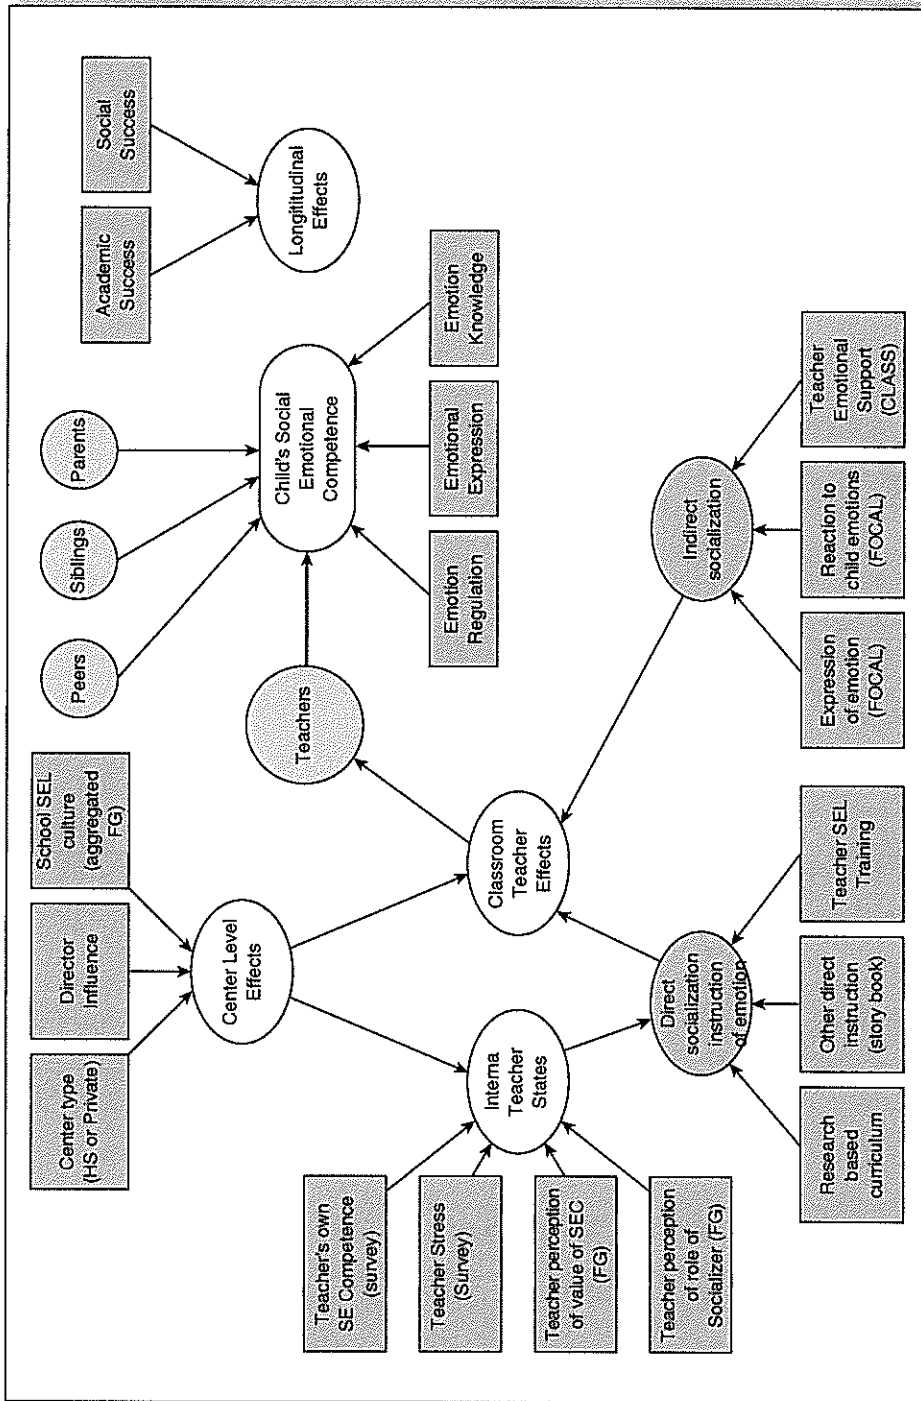 Center type
(HS or Private)
Director
Influence
School SEL
culture
(aggregated
FG)
Peers
Siblings
Parents
Academic
Success
Social
Success
Center Level
Effects
Teachers
Child's Social
Emotional
Competence
Longititudinal
Effects
Teacher's own
SE Competence
(survey)
Teacher Stress
(Survey)
Teacher perception
of value of SEC
(FG)
Teacher perception
of role of
Socializer (FG)
Interna
Teacher
States
Classroom
Teacher
Effects
Emotion
Regulation
Emotional
Expression
Emotion
Knowledge
Direct
socialization
instruction
of emotion
Indirect
socialization
Research
based
curriculum
Other direct
instruction
(story book)
Teacher SEL
Training
Expression
of emotion
(FOCAL)
Reaction to
child emotions
(FOCAL)
Teacher
Emotional
Support
(CLASS)